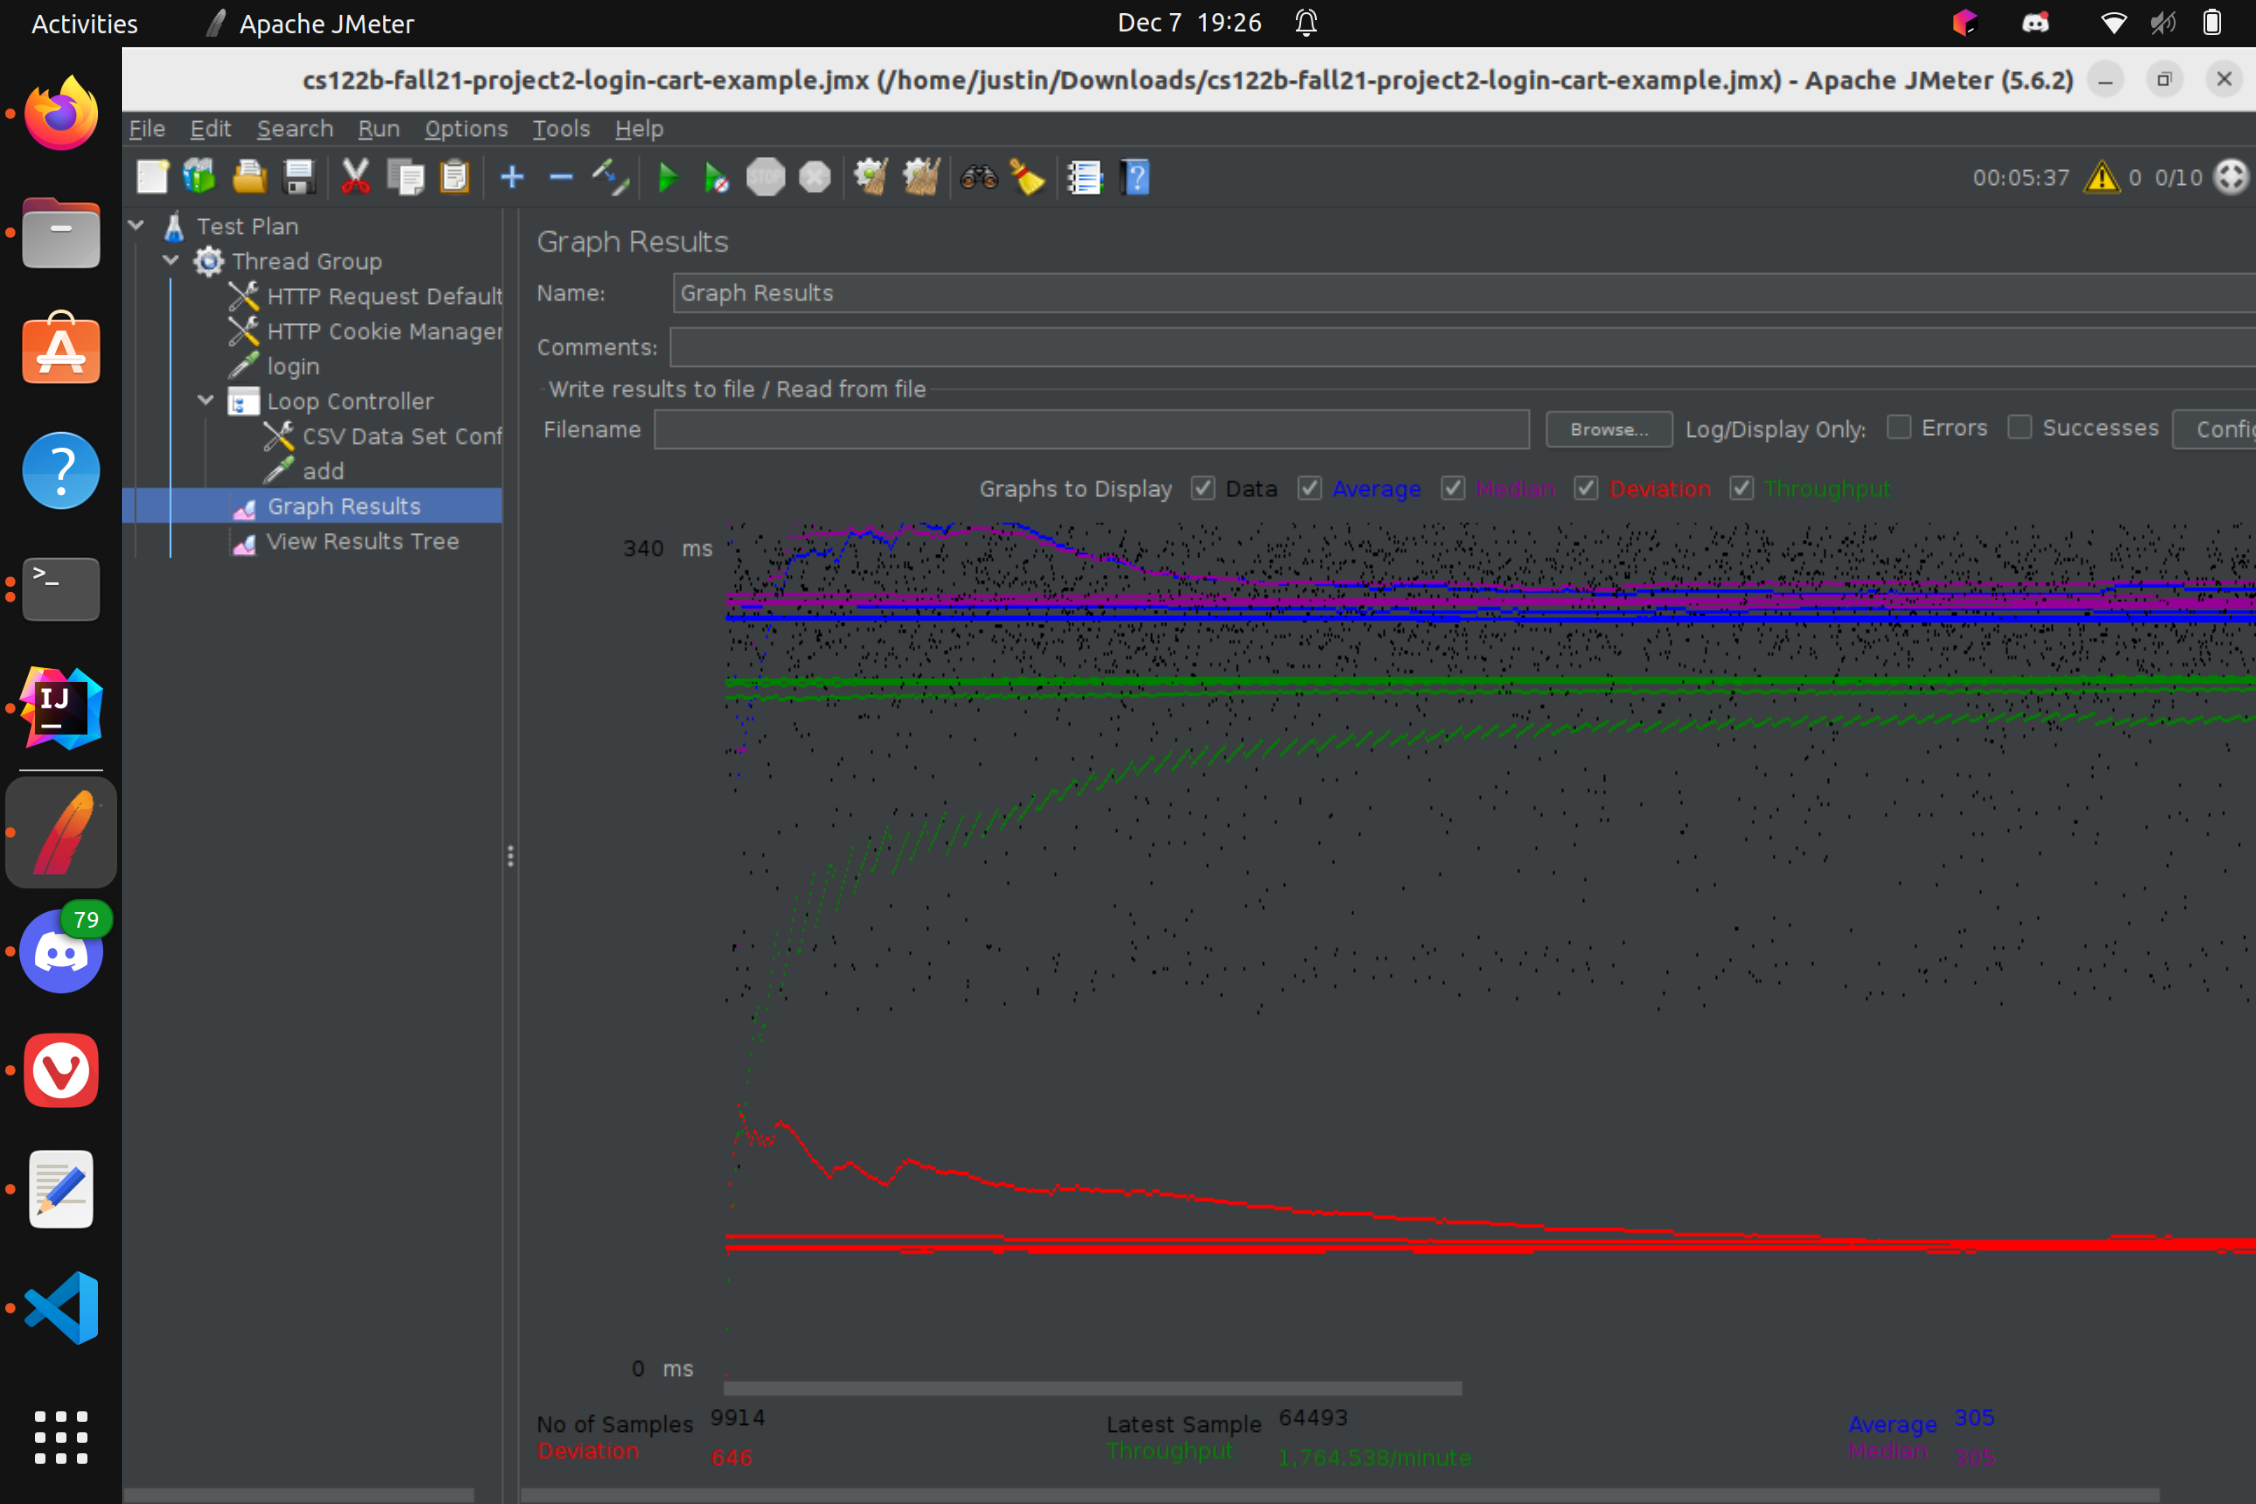 Activities
Apache JMeter
Dec 7 19:26
cs122b-fall21-project2-login-cart-example.jmx (/home/justin/Downloads/cs122b-fall21-project2-login-cart-example.jmx) - Apache JMeter (5.6.2)
File Edit Search Run Options Tools Help
STOP
00:05:37 0 0/10
Test Plan
Thread Group
HTTP Request Default
HTTP Cookie Manager
login
Loop Controller
CSV Data Set Conf
add
Graph Results
View Results Tree
Graph Results
Name: Graph Results
Comments:
Write results to file / Read from file
Filename Browse... Log/Display Only: Errors Successes Config
Graphs to Display Data Average Median Deviation Throughput
340 ms
0 ms
No of Samples 9914 Latest Sample 64493 Average 305
Deviation 646 Throughput 1,764.538/minute Median 305
IJ
79